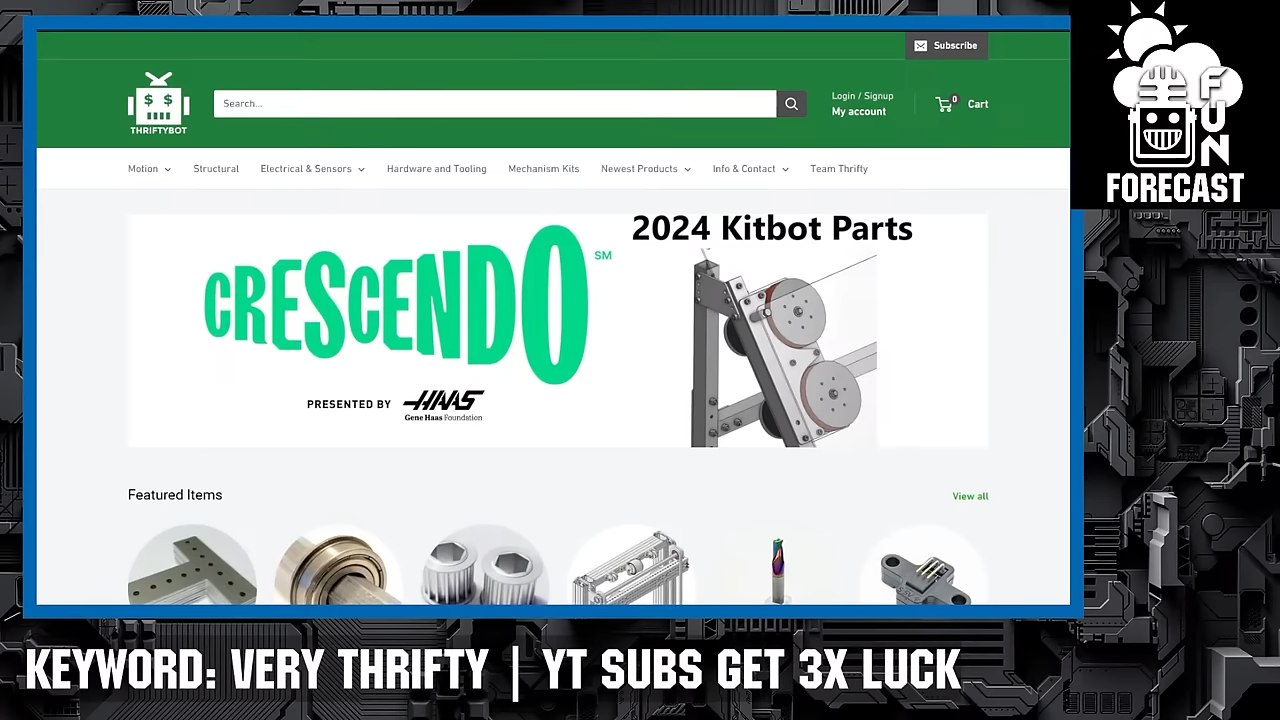 Subscribe
$ $
THRIFTYBOT
Search...
Login / Signup
My account
0
Cart
Motion
Structural
Electrical & Sensors
Hardware and Tooling
Mechanism Kits
Newest Products
Info & Contact
Team Thrifty
CRESCENDO SM
PRESENTED BY HAAS
Gene Haas Foundation
2024 Kitbot Parts
Featured Items
View all
FUN
FORECAST
KEYWORD: VERY THRIFTY | YT SUBS GET 3X LUCK